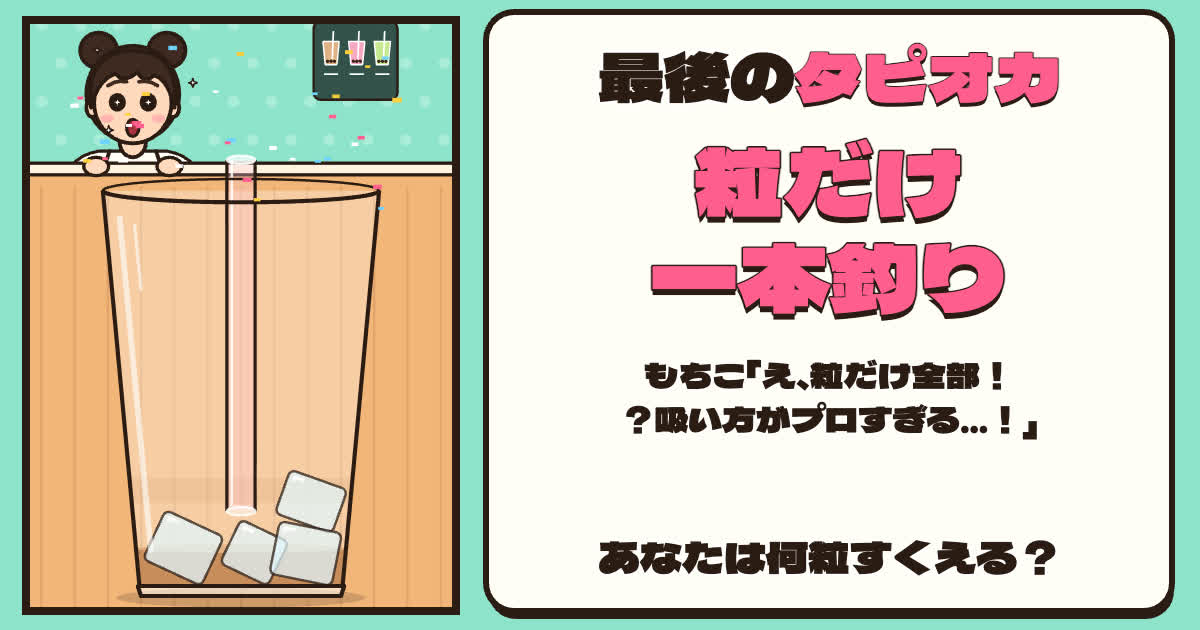 最後のタピオカ
粒だけ
一本釣り
もちこ「え、粒だけ全部！
？吸い方がプロすぎる…！」
あなたは何粒すくえる？